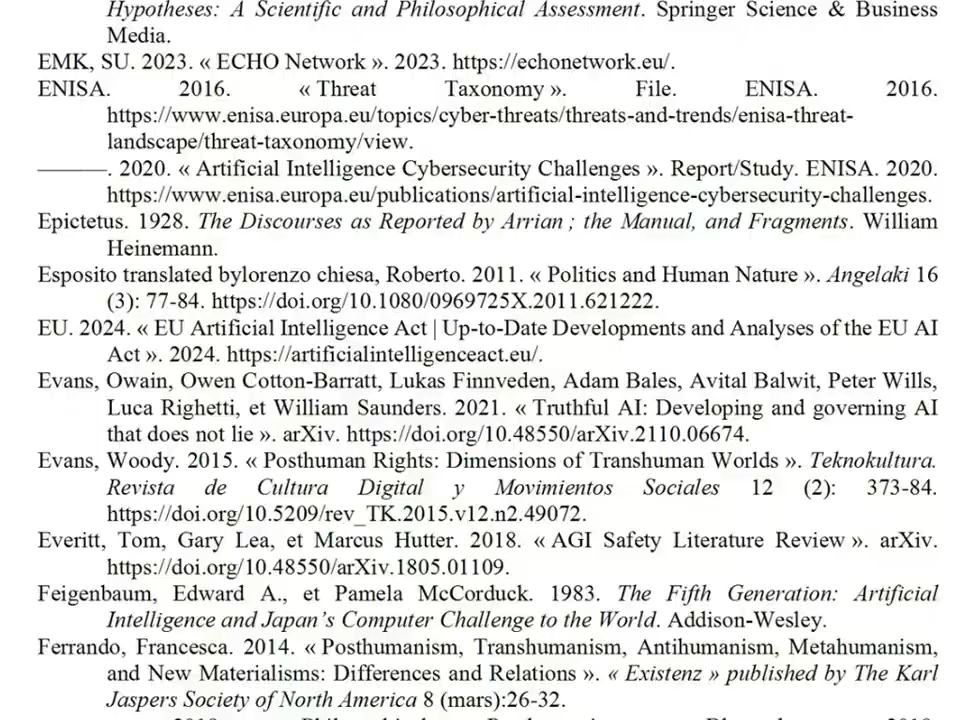 Hypotheses: A Scientific and Philosophical Assessment. Springer Science & Business
Media.
EMK, SU. 2023. « ECHO Network ». 2023. https://echonetwork.eu/.
ENISA. 2016. « Threat Taxonomy ». File. ENISA. 2016.
https://www.enisa.europa.eu/topics/cyber-threats/threats-and-trends/enisa-threat-
landscape/threat-taxonomy/view.
———. 2020. « Artificial Intelligence Cybersecurity Challenges ». Report/Study. ENISA. 2020.
https://www.enisa.europa.eu/publications/artificial-intelligence-cybersecurity-challenges.
Epictetus. 1928. The Discourses as Reported by Arrian ; the Manual, and Fragments. William
Heinemann.
Esposito translated bylorenzo chiesa, Roberto. 2011. « Politics and Human Nature ». Angelaki 16
(3): 77-84. https://doi.org/10.1080/0969725X.2011.621222.
EU. 2024. « EU Artificial Intelligence Act | Up-to-Date Developments and Analyses of the EU AI
Act ». 2024. https://artificialintelligenceact.eu/.
Evans, Owain, Owen Cotton-Barratt, Lukas Finnveden, Adam Bales, Avital Balwit, Peter Wills,
Luca Righetti, et William Saunders. 2021. « Truthful AI: Developing and governing AI
that does not lie ». arXiv. https://doi.org/10.48550/arXiv.2110.06674.
Evans, Woody. 2015. « Posthuman Rights: Dimensions of Transhuman Worlds ». Teknokultura.
Revista de Cultura Digital y Movimientos Sociales 12 (2): 373-84.
https://doi.org/10.5209/rev_TK.2015.v12.n2.49072.
Everitt, Tom, Gary Lea, et Marcus Hutter. 2018. « AGI Safety Literature Review ». arXiv.
https://doi.org/10.48550/arXiv.1805.01109.
Feigenbaum, Edward A., et Pamela McCorduck. 1983. The Fifth Generation: Artificial
Intelligence and Japan's Computer Challenge to the World. Addison-Wesley.
Ferrando, Francesca. 2014. « Posthumanism, Transhumanism, Antihumanism, Metahumanism,
and New Materialisms: Differences and Relations ». « Existenz » published by The Karl
Jaspers Society of North America 8 (mars):26-32.